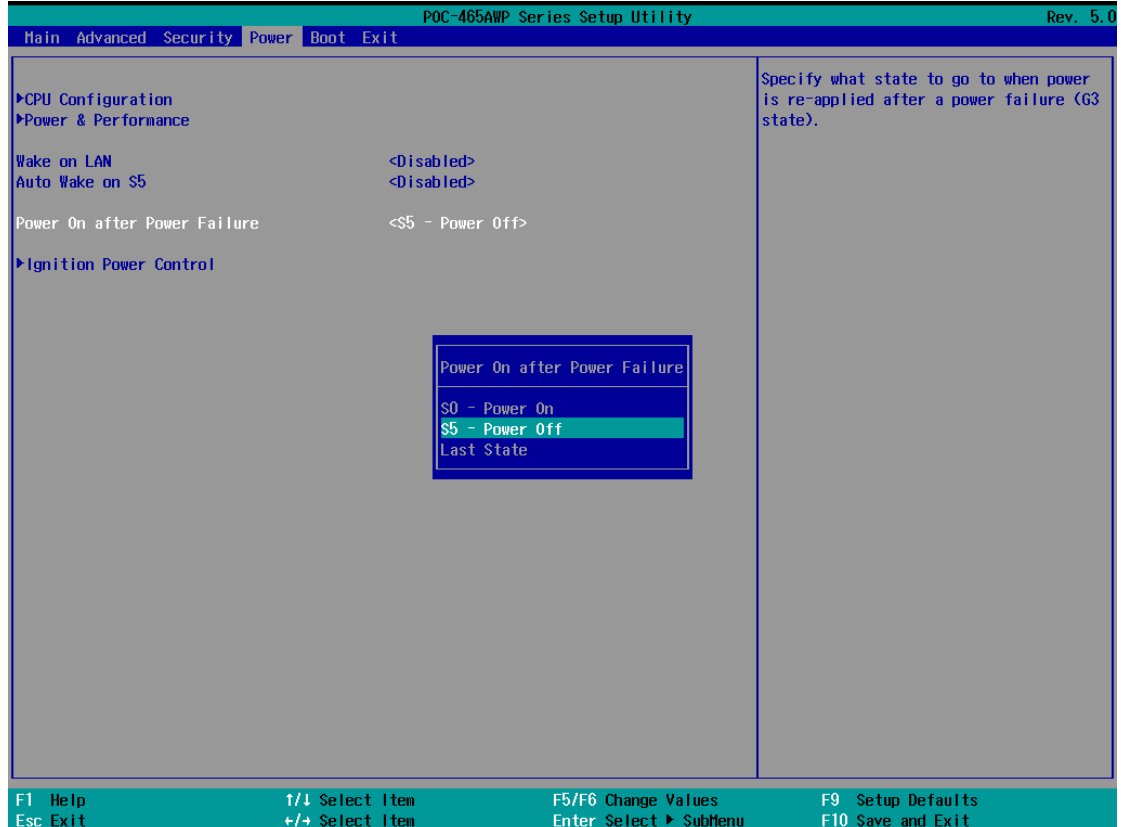 POC-465AWP Series Setup Utility Rev. 5.0
Main Advanced Security Power Boot Exit
Specify what state to go to when power
is re-applied after a power failure (G3
state).
▶CPU Configuration
▶Power & Performance
Wake on LAN <Disabled>
Auto Wake on S5 <Disabled>
Power On after Power Failure <S5 - Power Off>
▶Ignition Power Control
Power On after Power Failure
S0 - Power On
S5 - Power Off
Last State
F1 Help ↑/↓ Select Item F5/F6 Change Values F9 Setup Defaults
Esc Exit ←/→ Select Item Enter Select ▶ SubMenu F10 Save and Exit